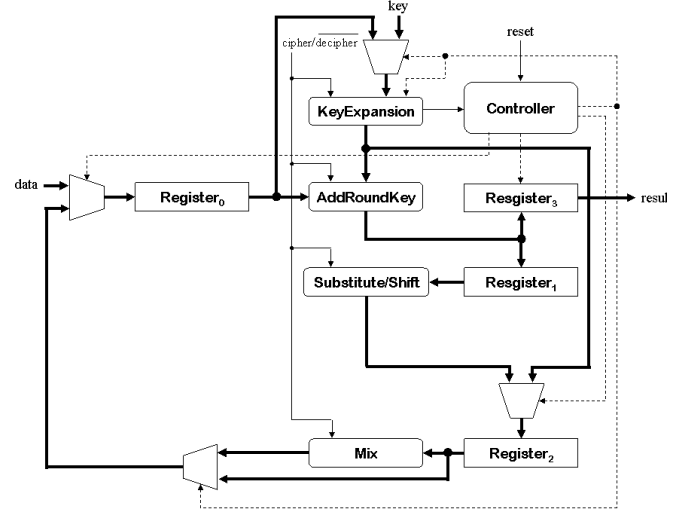 key
cipher/decipher
reset
KeyExpansion
Controller
data
Register0
AddRoundKey
Resgister3
resul
Substitute/Shift
Resgister1
Mix
Register2